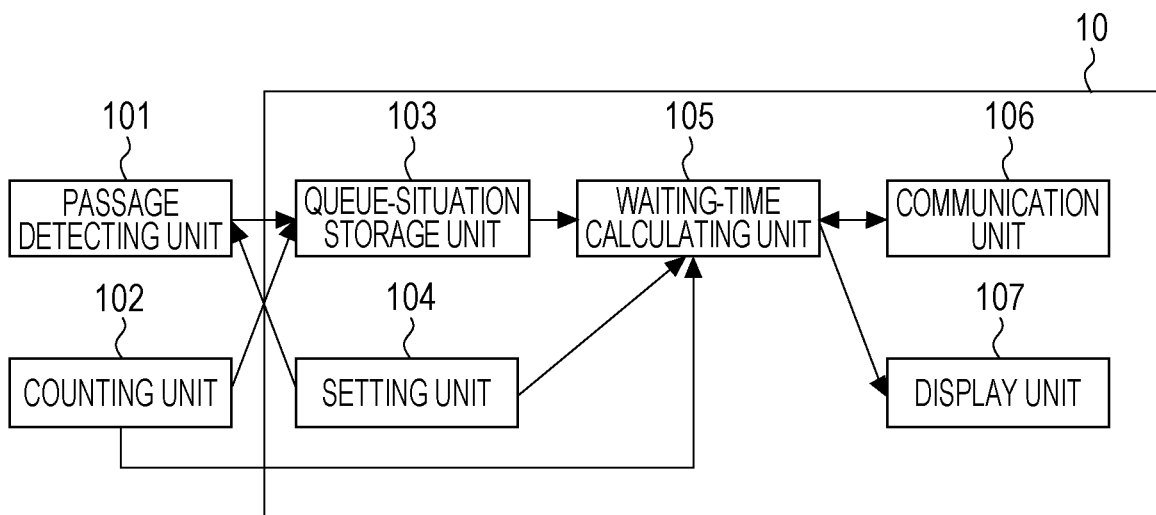 10
101
103
105
106
PASSAGE
DETECTING UNIT
QUEUE-SITUATION
STORAGE UNIT
WAITING-TIME
CALCULATING UNIT
COMMUNICATION
UNIT
102
104
107
COUNTING UNIT
SETTING UNIT
DISPLAY UNIT